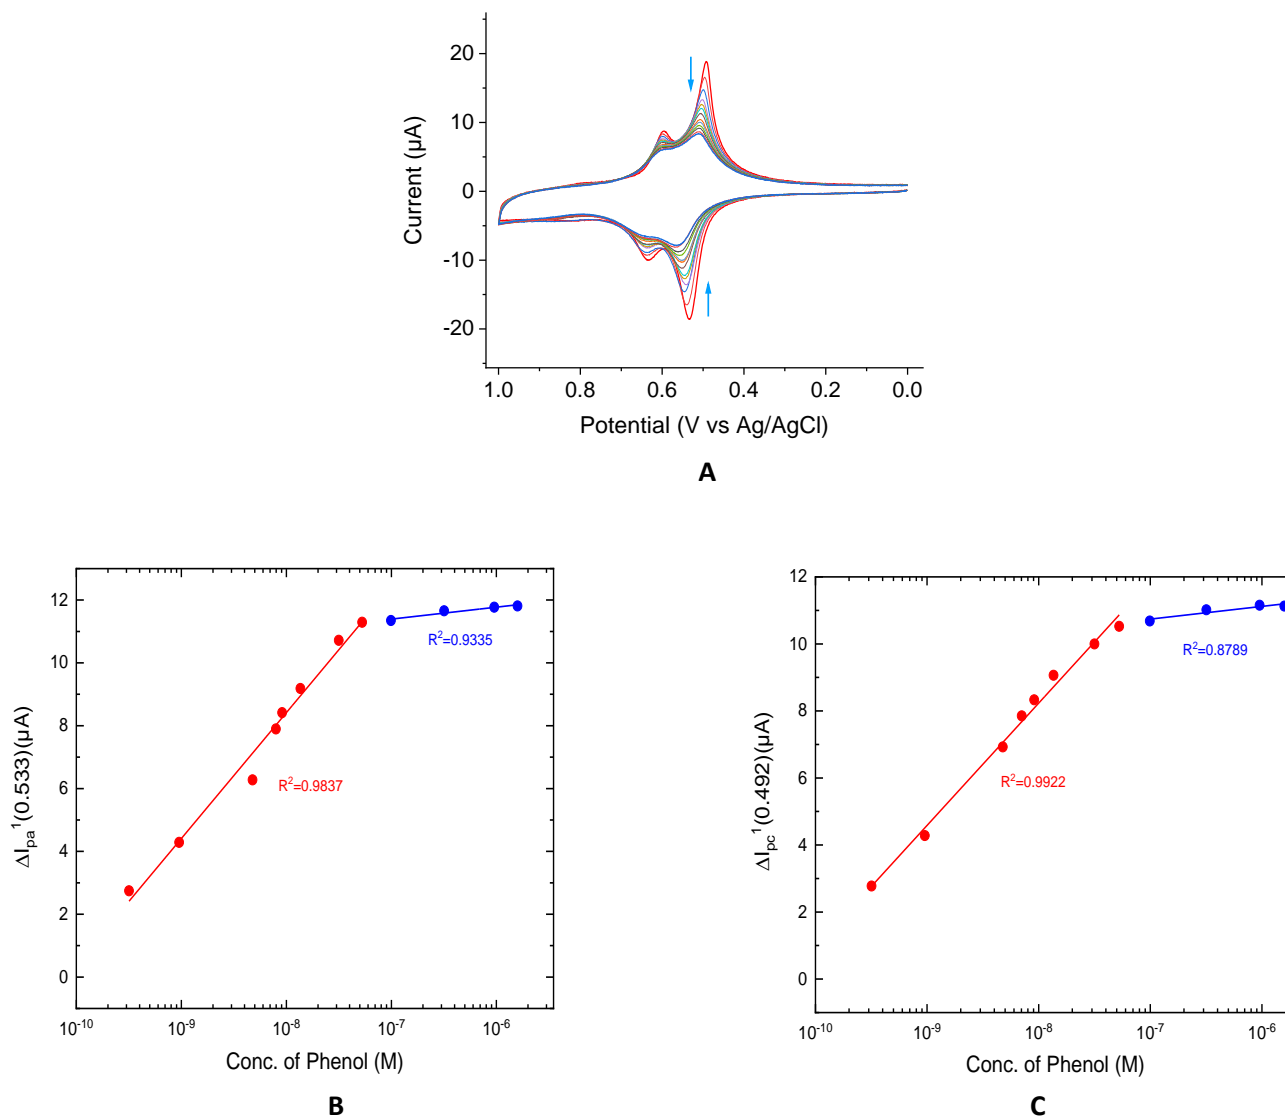 20
10
0
-10
-20
Current (µA)
1.0 0.8 0.6 0.4 0.2 0.0
Potential (V vs Ag/AgCl)
A
12
10
8
6
4
2
0
ΔI_pa^1(0.533)(µA)
R²=0.9335
R²=0.9837
10⁻¹⁰ 10⁻⁹ 10⁻⁸ 10⁻⁷ 10⁻⁶
Conc. of Phenol (M)
B
12
10
8
6
4
2
0
ΔI_pc^1(0.492)(µA)
R²=0.8789
R²=0.9922
10⁻¹⁰ 10⁻⁹ 10⁻⁸ 10⁻⁷ 10⁻⁶
Conc. of Phenol (M)
C